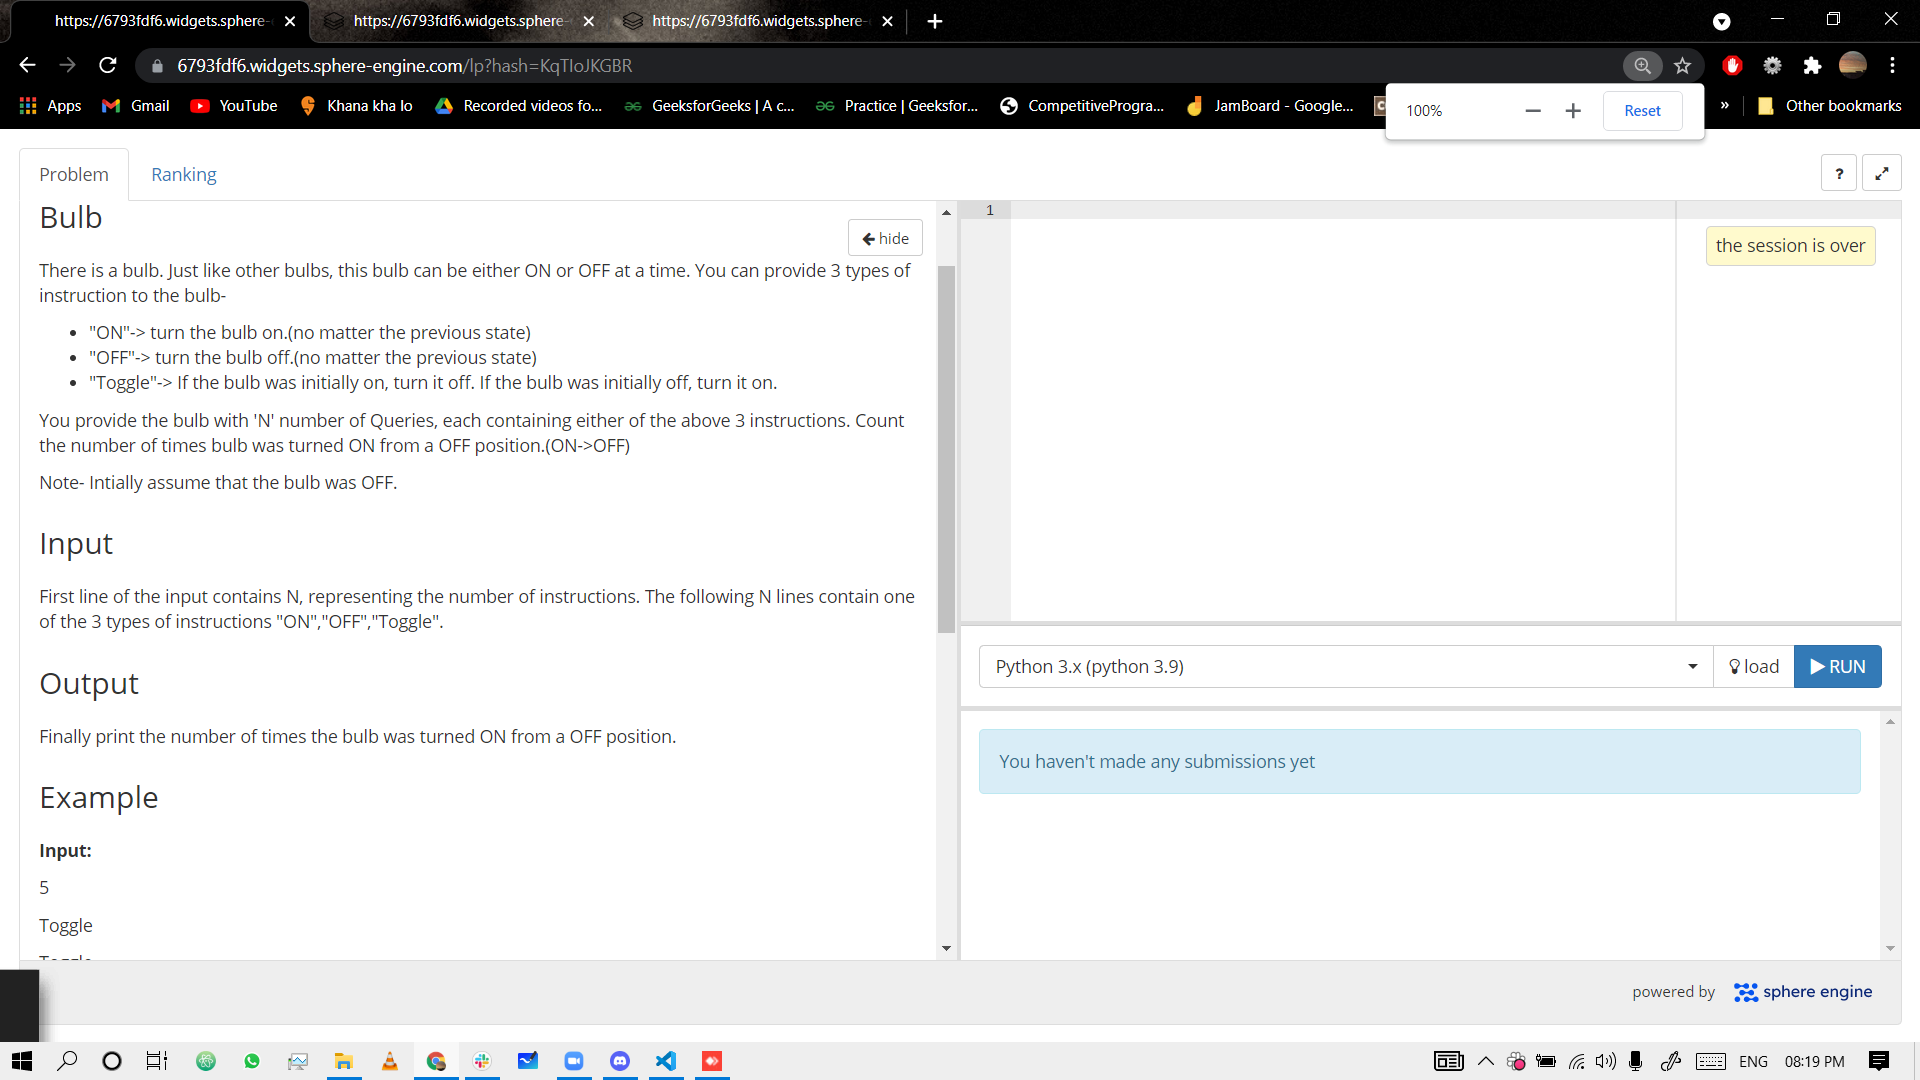 https://6793fdf6.widgets.sphere-
https://6793fdf6.widgets.sphere-
https://6793fdf6.widgets.sphere-
6793fdf6.widgets.sphere-engine.com/lp?hash=KqTIoJKGBR
Apps
Gmail
YouTube
Khana kha lo
Recorded videos fo...
GeeksforGeeks | A c...
Practice | Geeksfor...
CompetitiveProgra...
JamBoard - Google...
»
Other bookmarks
100%
Reset
Problem
Ranking
?
Bulb
hide
There is a bulb. Just like other bulbs, this bulb can be either ON or OFF at a time. You can provide 3 types of
instruction to the bulb-
"ON"-> turn the bulb on.(no matter the previous state)
"OFF"-> turn the bulb off.(no matter the previous state)
"Toggle"-> If the bulb was initially on, turn it off. If the bulb was initially off, turn it on.
You provide the bulb with 'N' number of Queries, each containing either of the above 3 instructions. Count
the number of times bulb was turned ON from a OFF position.(ON->OFF)
Note- Intially assume that the bulb was OFF.
Input
First line of the input contains N, representing the number of instructions. The following N lines contain one
of the 3 types of instructions "ON","OFF","Toggle".
Output
Finally print the number of times the bulb was turned ON from a OFF position.
Example
Input:
5
Toggle
1
the session is over
Python 3.x (python 3.9)
load
RUN
You haven't made any submissions yet
powered by
sphere engine
ENG
08:19 PM